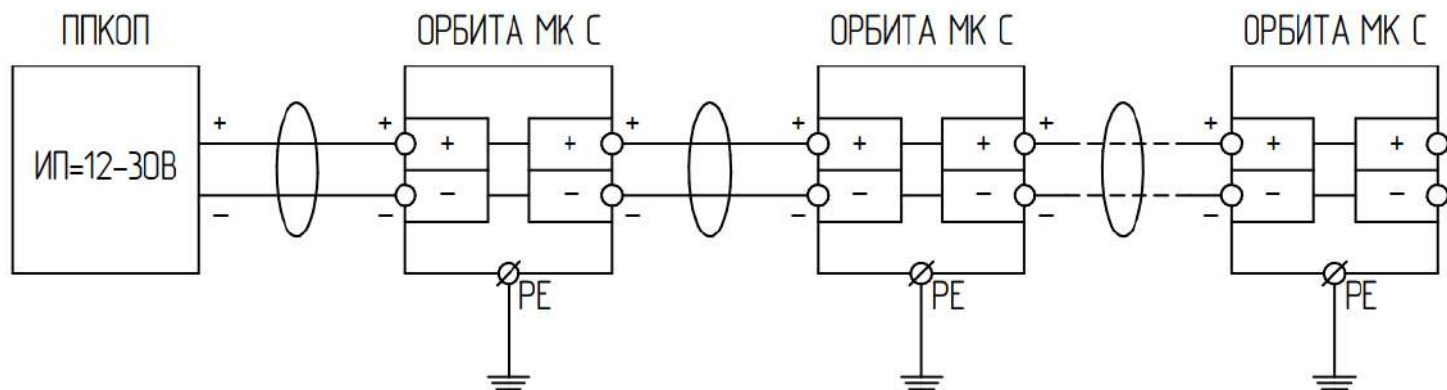 ППКОП ОРБИТА МК С ОРБИТА МК С ОРБИТА МК С
+ + + + + +
ИП=12-30В + + + + + +
- - - - - -
- - - - - -
PE PE PE